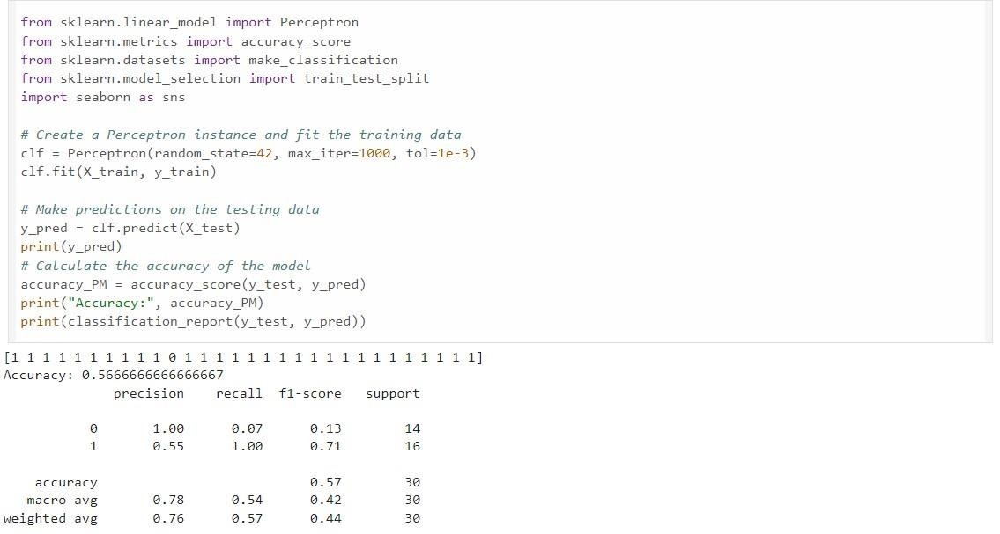 from sklearn.linear_model import Perceptron
from sklearn.metrics import accuracy_score
from sklearn.datasets import make_classification
from sklearn.model_selection import train_test_split
import seaborn as sns
# Create a Perceptron instance and fit the training data
clf = Perceptron(random_state=42, max_iter=1000, tol=1e-3)
clf.fit(X_train, y_train)
# Make predictions on the testing data
y_pred = clf.predict(X_test)
print(y_pred)
# Calculate the accuracy of the model
accuracy_PM = accuracy_score(y_test, y_pred)
print("Accuracy:", accuracy_PM)
print(classification_report(y_test, y_pred))
[1 1 1 1 1 1 1 1 1 1 0 1 1 1 1 1 1 1 1 1 1 1 1 1 1 1 1 1 1 1]
Accuracy: 0.5666666666666667
precision recall f1-score support
0 1.00 0.07 0.13 14
1 0.55 1.00 0.71 16
accuracy 0.57 30
macro avg 0.78 0.54 0.42 30
weighted avg 0.76 0.57 0.44 30